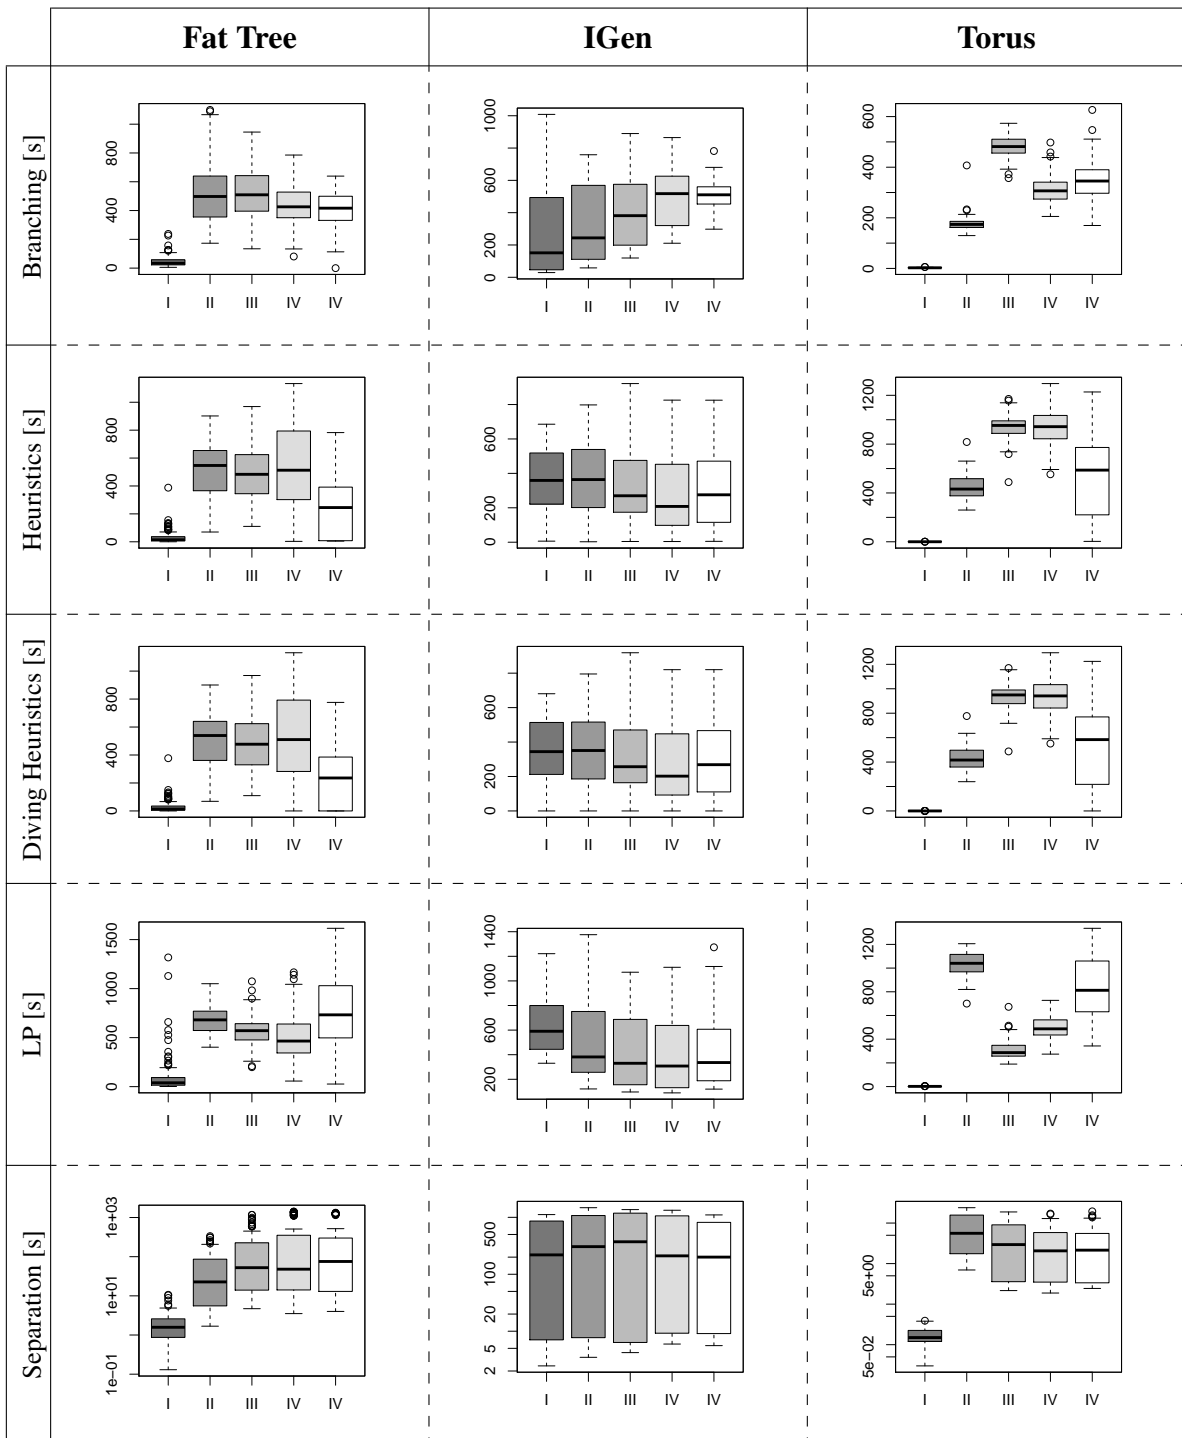 Fat Tree IGen Torus
Branching [s]
0 400 800
I II III IV IV
0 200 600 1000
I II III IV IV
0 200 400 600
I II III IV IV
Heuristics [s]
0 400 800
I II III IV IV
0 200 600
I II III IV IV
0 400 800 1200
I II III IV IV
Diving Heuristics [s]
0 400 800
I II III IV IV
0 200 600
I II III IV IV
0 400 800 1200
I II III IV IV
LP [s]
0 500 1000 1500
I II III IV IV
200 600 1000 1400
I II III IV IV
0 400 800 1200
I II III IV IV
Separation [s]
1e−01 1e+01 1e+03
I II III IV IV
2 5 20 100 500
I II III IV IV
5e−02 5e+00
I II III IV IV